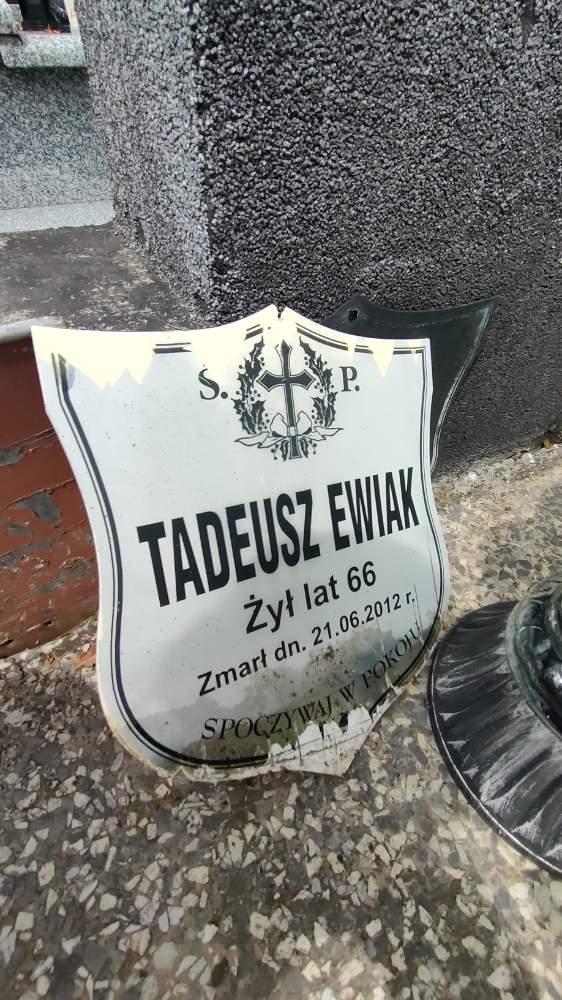 Ś. P.
TADEUSZ EWIAK
Żył lat 66
Zmarł dn. 21.06.2012 r.
SPOCZYWAJ W POKOJU